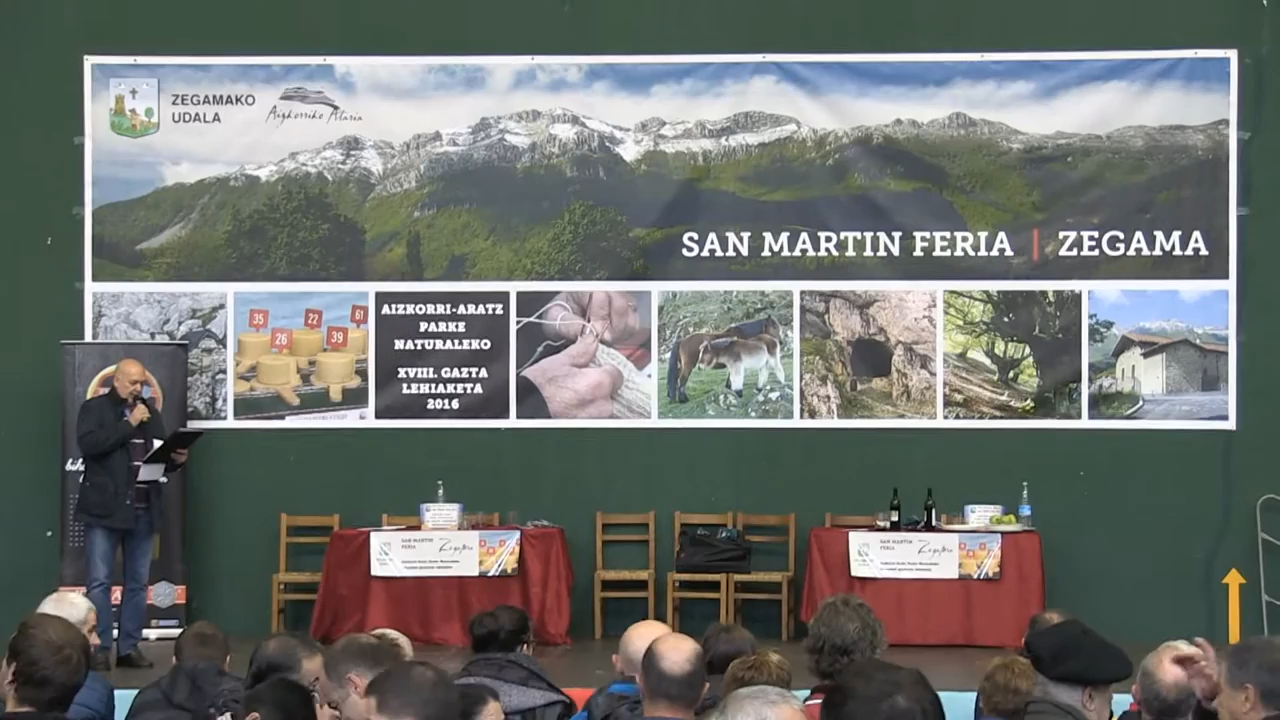 ZEGAMAKO
UDALA
Aizkorriko Ataria
SAN MARTIN FERIA | ZEGAMA
35
26
22
39
61
AIZKORRI-ARATZ
PARKE
NATURALEKO
XVIII. GAZTA
LEHIAKETA
2016
SAN MARTIN
FERIA
Zegama
SAN MARTIN
FERIA
Zegama